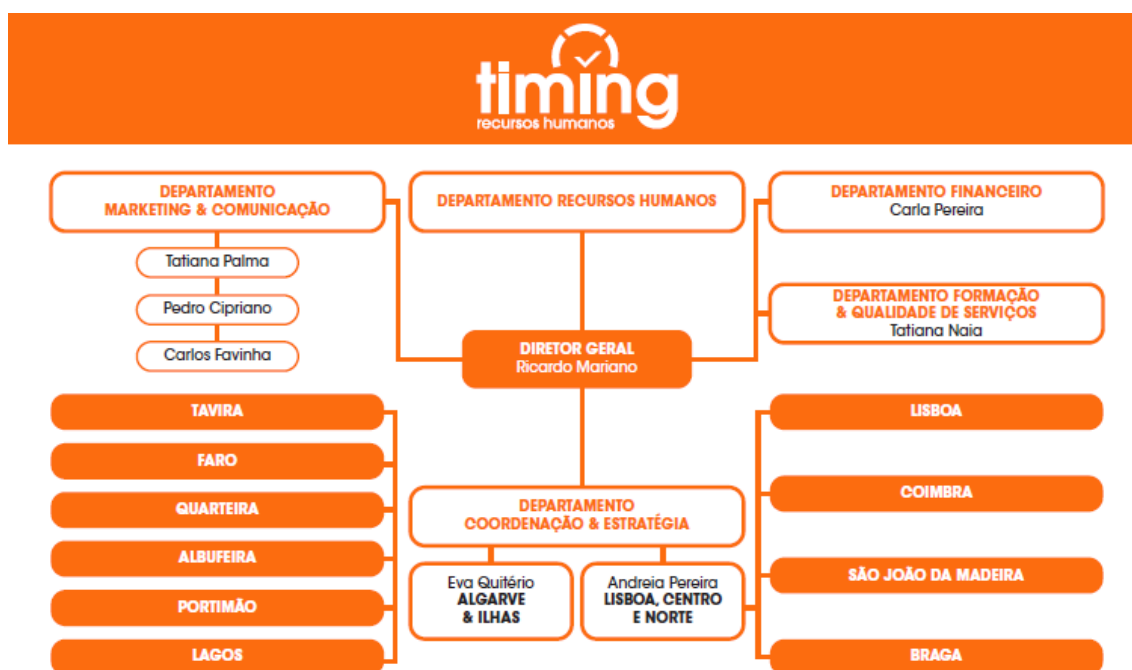 timing
recursos humanos
DEPARTAMENTO
MARKETING & COMUNICAÇÃO
Tatiana Palma
Pedro Cipriano
Carlos Favinha
DEPARTAMENTO RECURSOS HUMANOS
DEPARTAMENTO FINANCEIRO
Carla Pereira
DEPARTAMENTO FORMAÇÃO
& QUALIDADE DE SERVIÇOS
Tatiana Naia
DIRETOR GERAL
Ricardo Mariano
TAVIRA
FARO
QUARTEIRA
ALBUFEIRA
PORTIMÃO
LAGOS
DEPARTAMENTO
COORDENAÇÃO & ESTRATÉGIA
Eva Quitério
ALGARVE
& ILHAS
Andreia Pereira
LISBOA, CENTRO
E NORTE
LISBOA
COIMBRA
SÃO JOÃO DA MADEIRA
BRAGA